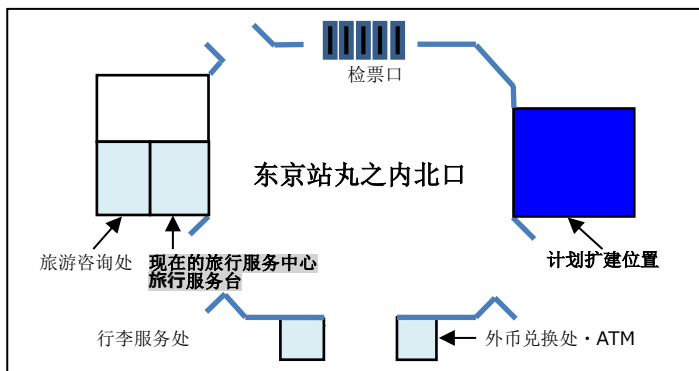 检票口
东京站丸之内北口
旅游咨询处
现在的旅行服务中心
旅行服务台
计划扩建位置
行李服务处
外币兑换处・ATM